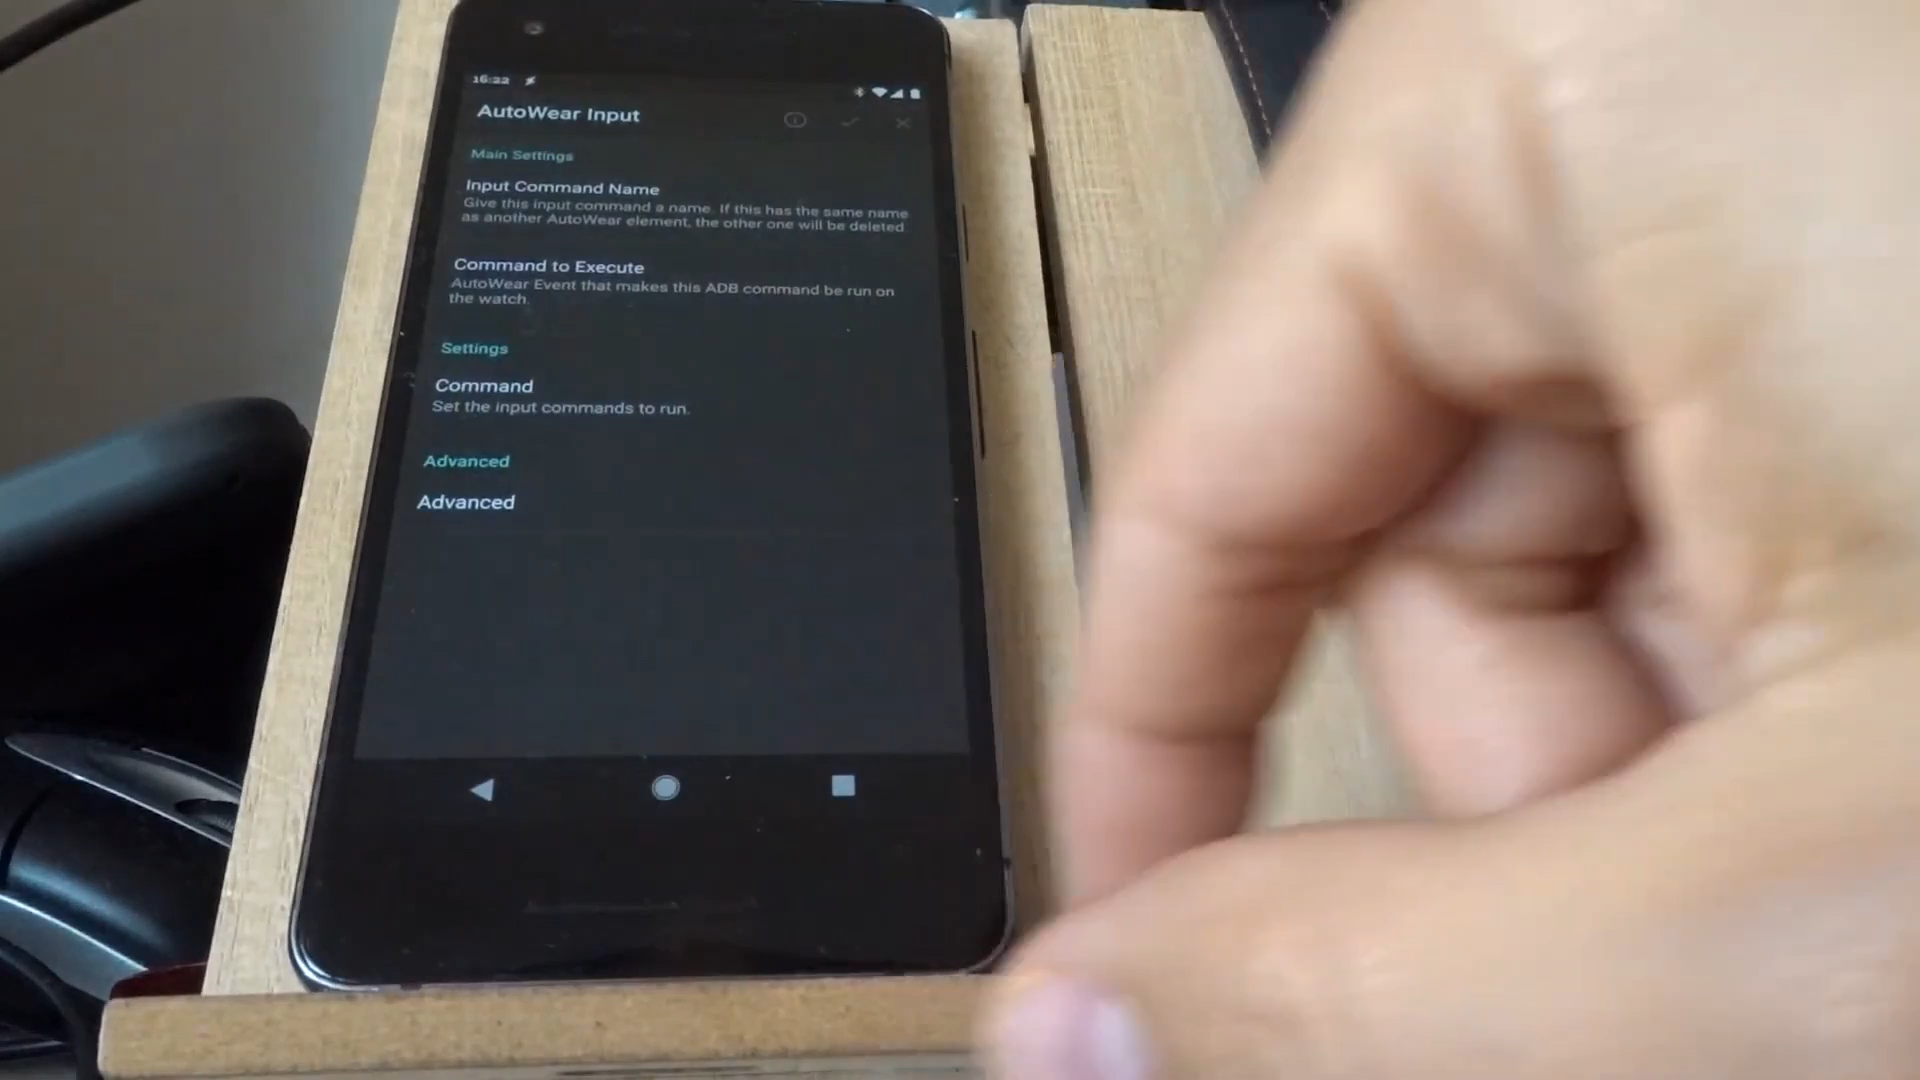 16:22
AutoWear Input
Main Settings
Input Command Name
Give this input command a name. If this has the same name
as another AutoWear element, the other one will be deleted
Command to Execute
AutoWear Event that makes this ADB command be run on
the watch.
Settings
Command
Set the input commands to run.
Advanced
Advanced